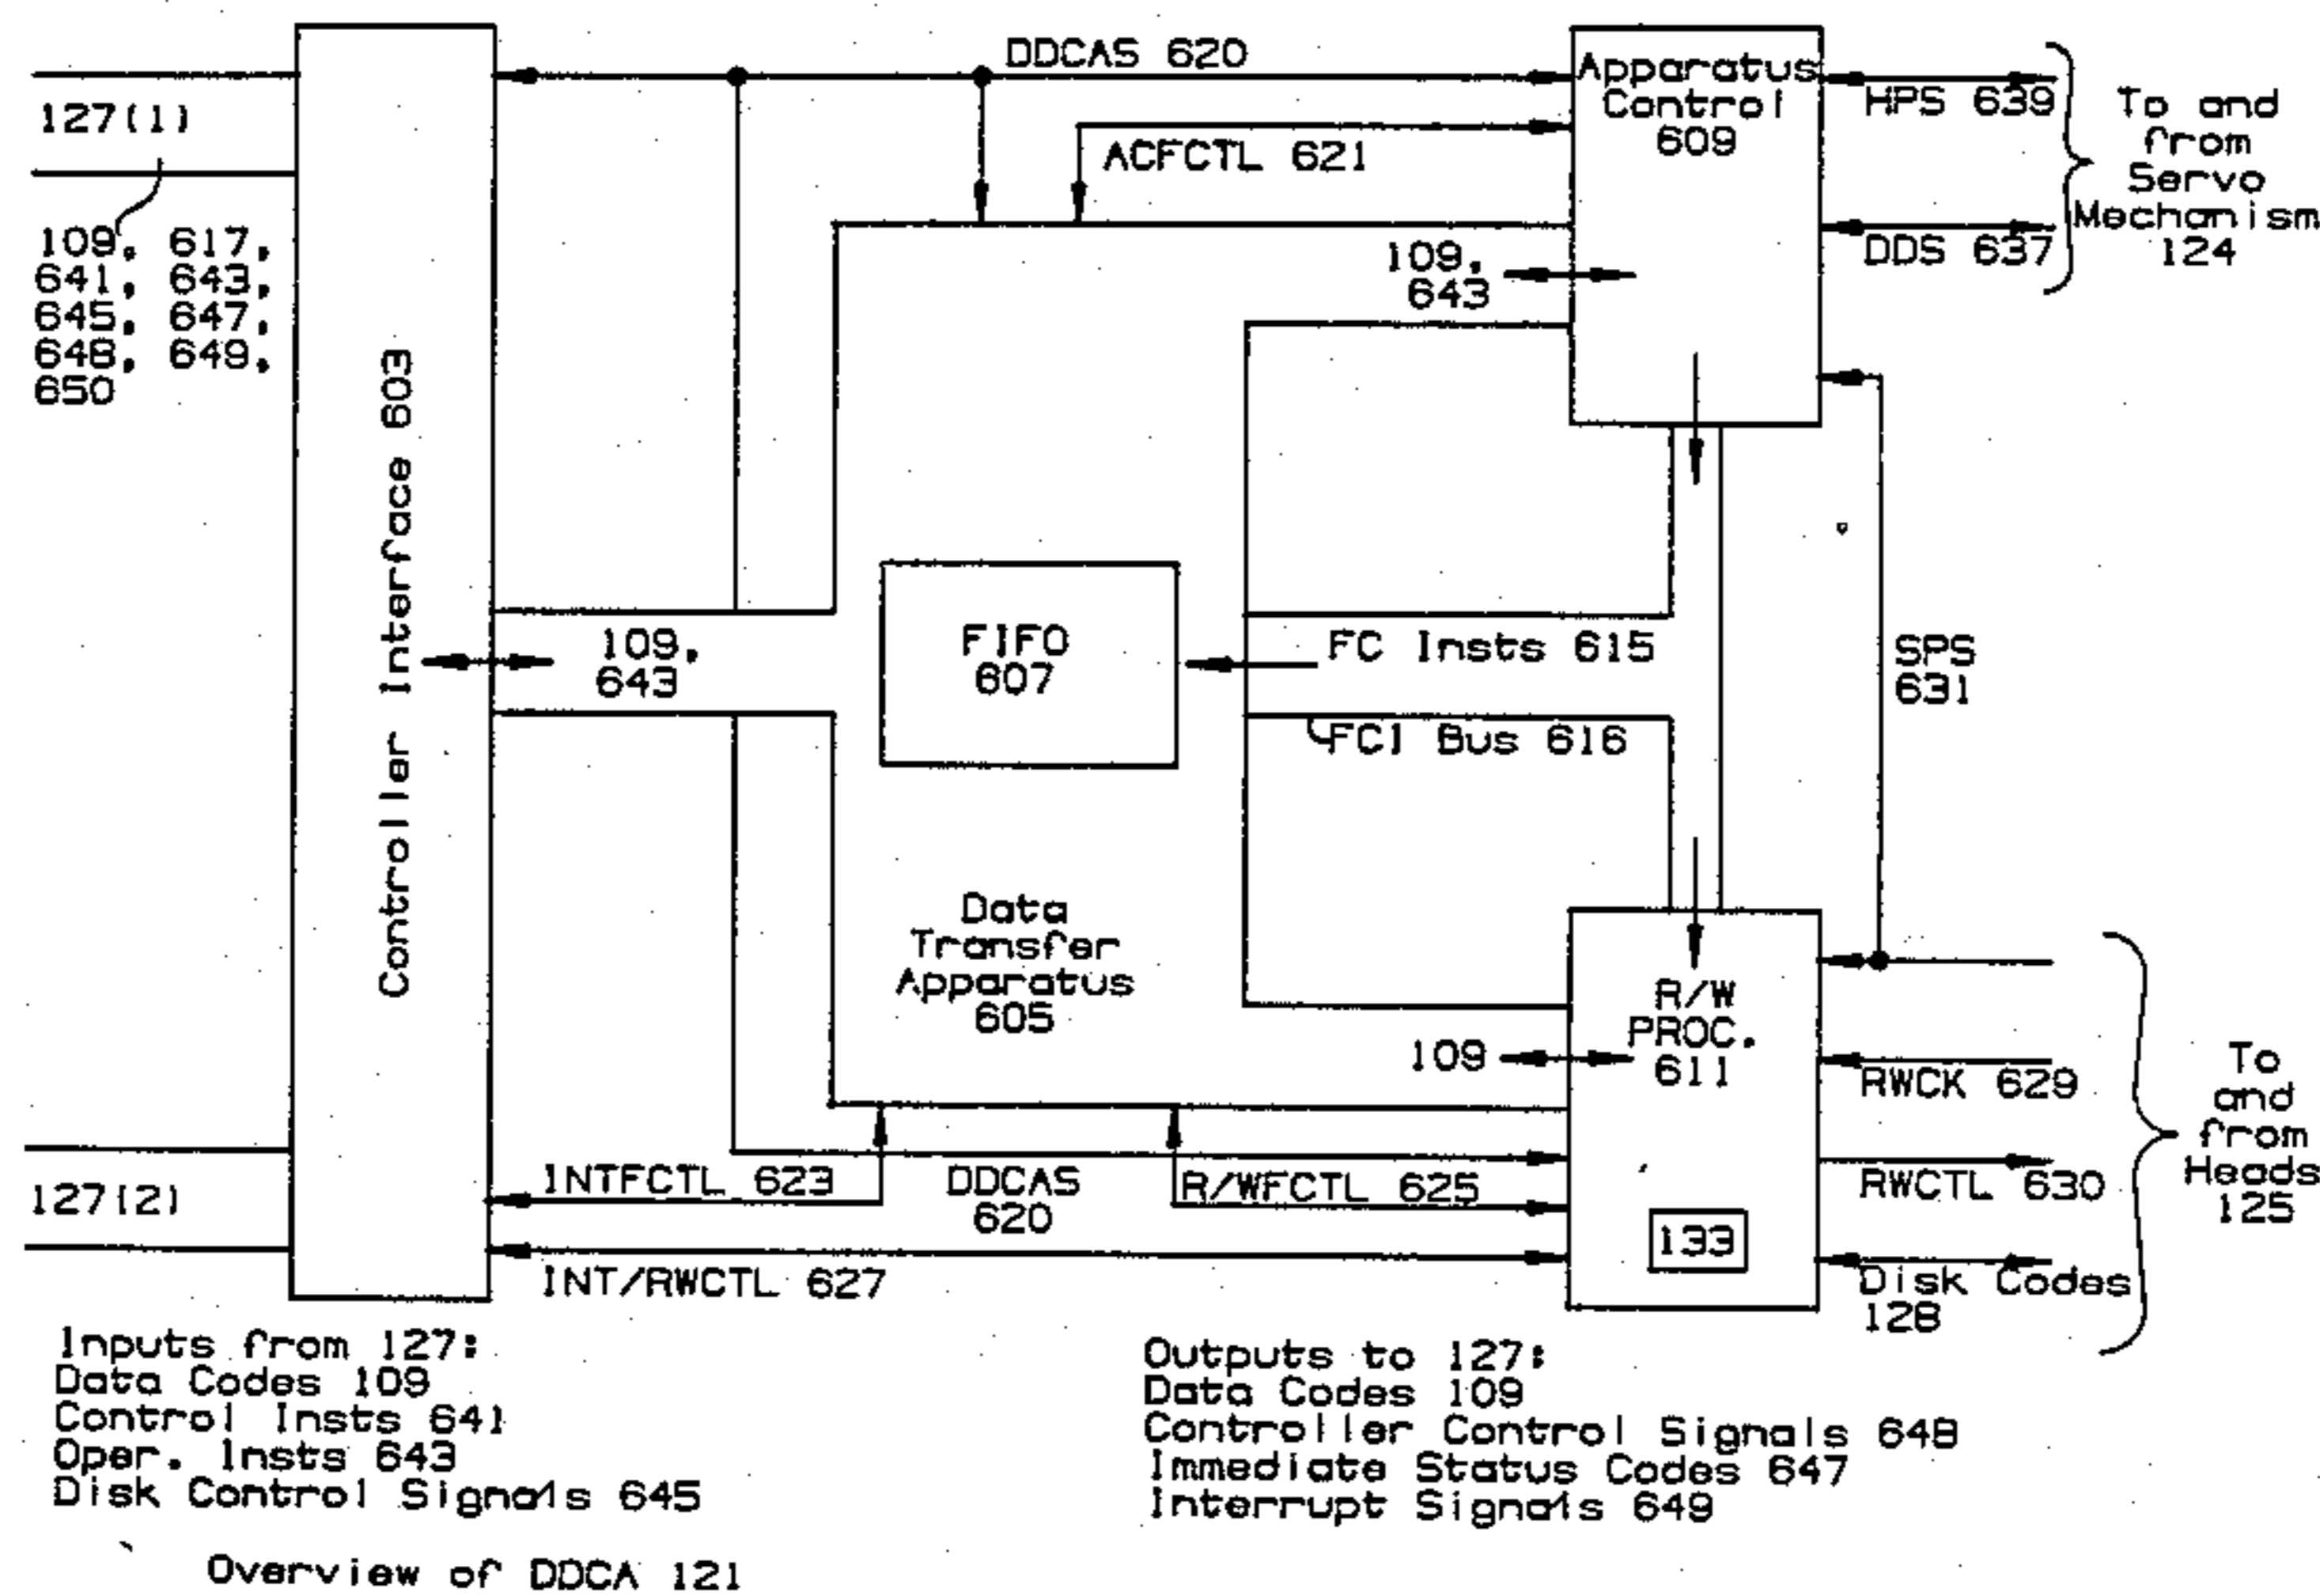 DDCAS 620
127(1)
109, 617,
641, 643,
645, 647,
648, 649,
650
Controller Interface 603
ACFCTL 621
Apparatus
Control
609
HPS 639
DDS 637
To and
from
Servo
Mechanism
124
109,
643
109,
643
FIFO
607
FC Insts 615
FCI Bus 616
SPS
631
Data
Transfer
Apparatus
605
R/W
PROC.
611
109
133
RWCK 629
RWCTL 630
Disk Codes
128
To
and
from
Heads
125
127(2)
INTFCTL 623
DDCAS
620
R/WFCTL 625
INT/RWCTL 627
Inputs from 127:
Data Codes 109
Control Insts 641
Oper. Insts 643
Disk Control Signals 645
Outputs to 127:
Data Codes 109
Controller Control Signals 648
Immediate Status Codes 647
Interrupt Signals 649
Overview of DDCA 121